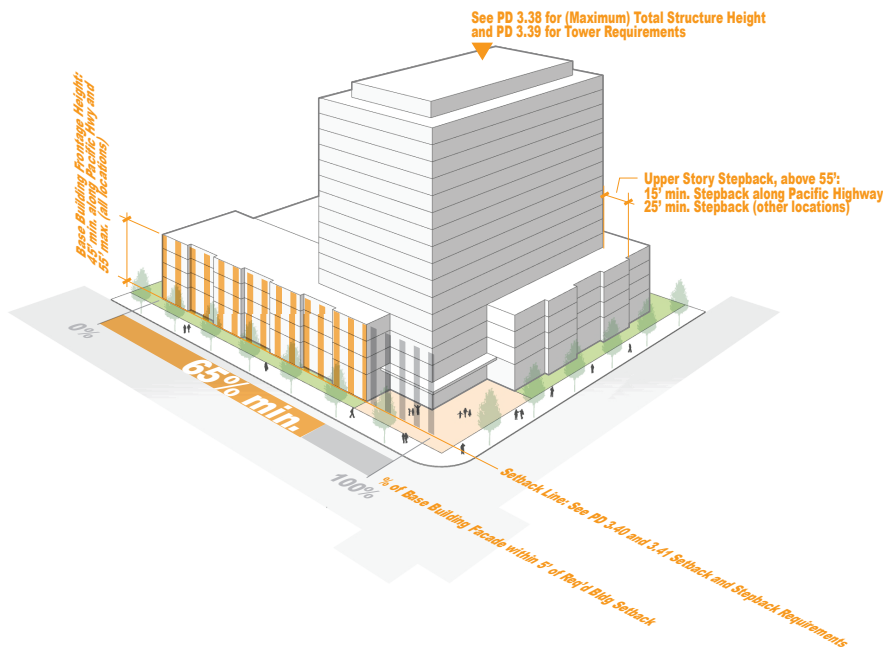 See PD 3.38 for (Maximum) Total Structure Height
and PD 3.39 for Tower Requirements
Base Building Frontage Height:
45' min. along Pacific Hwy and
55' max. (all locations)
Upper Story Stepback, above 55':
15' min. Stepback along Pacific Highway
25' min. Stepback (other locations)
0%
65% min.
100%
% of Base Building Facade within 5' of Req'd Bldg Setback
Setback Line: See PD 3.40 and 3.41 Setback and Stepback Requirements